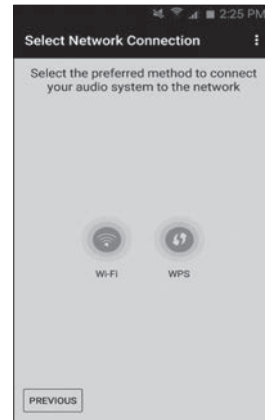 2:25 PM
Select Network Connection
Select the preferred method to connect
your audio system to the network
Wi-Fi
WPS
PREVIOUS